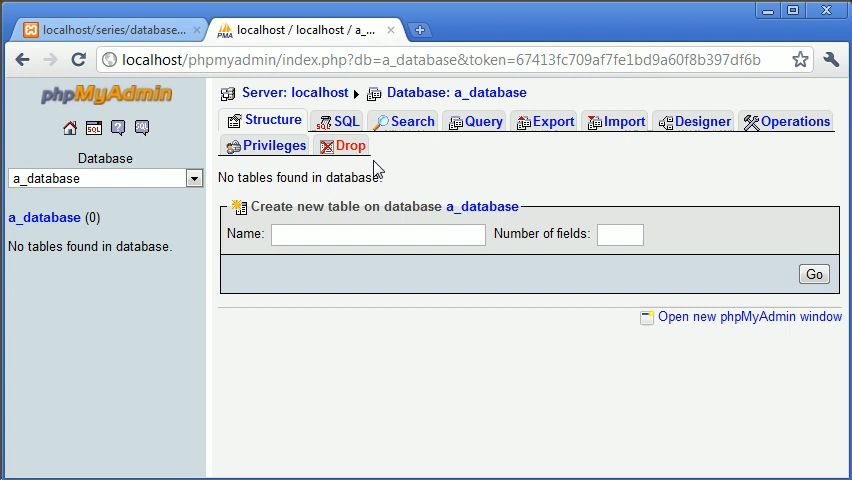 localhost/series/database...
PMA localhost / localhost / a_...
localhost/phpmyadmin/index.php?db=a_database&token=67413fc709af7fe1bd9a60f8b397df6b
phpMyAdmin
SQL
Database
a_database
a_database (0)
No tables found in database.
Server: localhost Database: a_database
Structure SQL Search Query Export Import Designer Operations
Privileges Drop
No tables found in database.
Create new table on database a_database
Name: Number of fields:
Go
Open new phpMyAdmin window